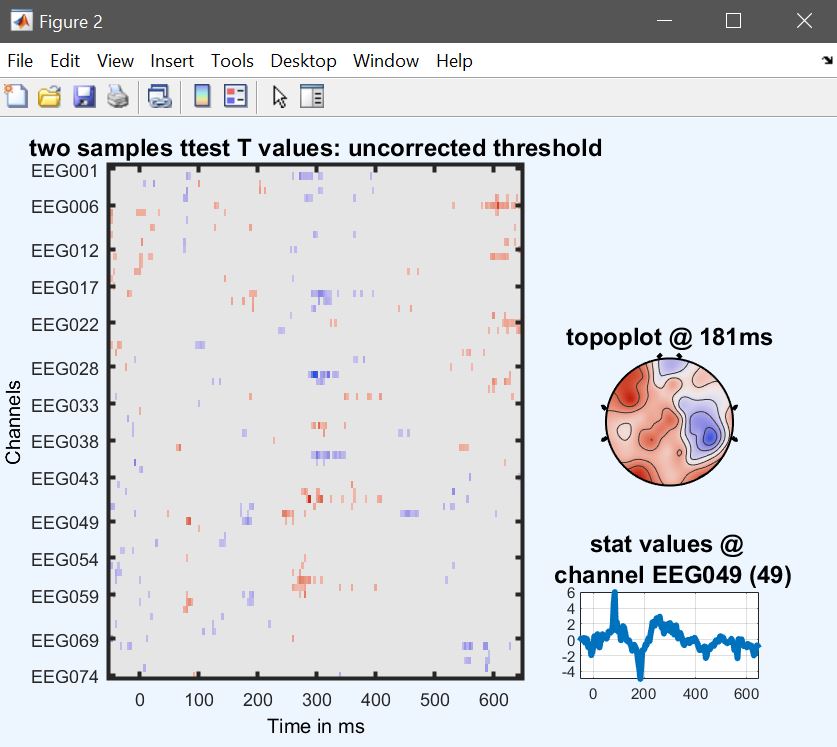 Figure 2
File Edit View Insert Tools Desktop Window Help
two samples ttest T values: uncorrected threshold
EEG001
EEG006
EEG012
EEG017
EEG022
EEG028
EEG033
EEG038
EEG043
EEG049
EEG054
EEG059
EEG069
EEG074
Channels
0 100 200 300 400 500 600
Time in ms
topoplot @ 181ms
stat values @
channel EEG049 (49)
6
4
2
0
-2
-4
0 200 400 600